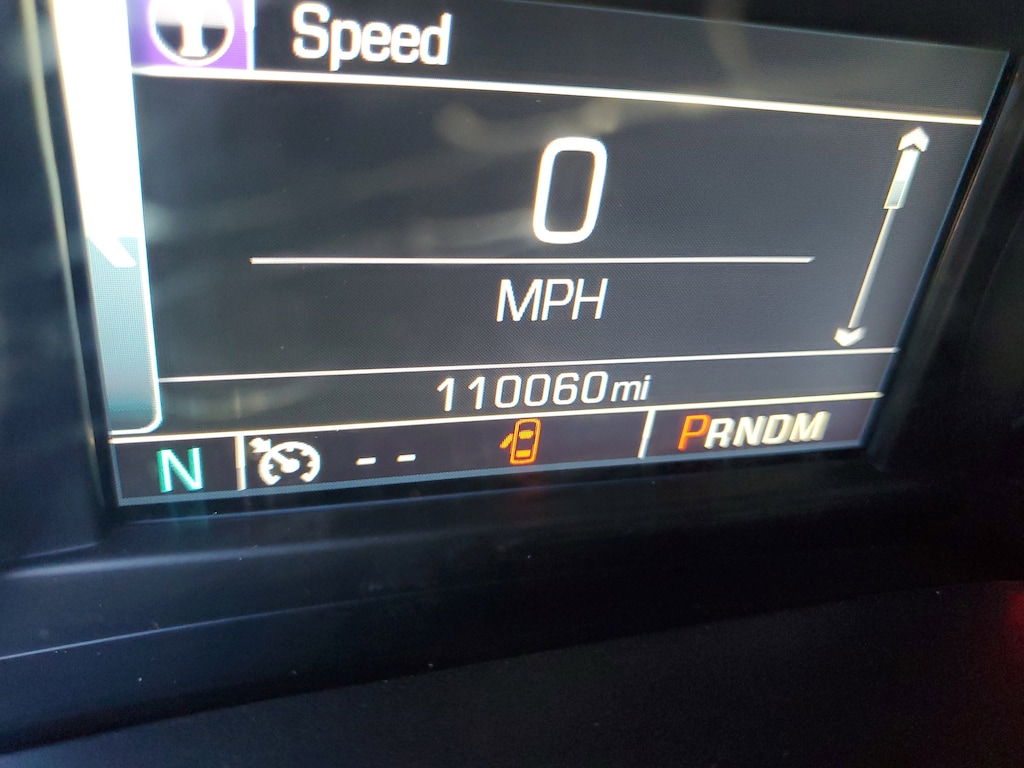 Speed
0
MPH
110060mi
N -- PRNDM